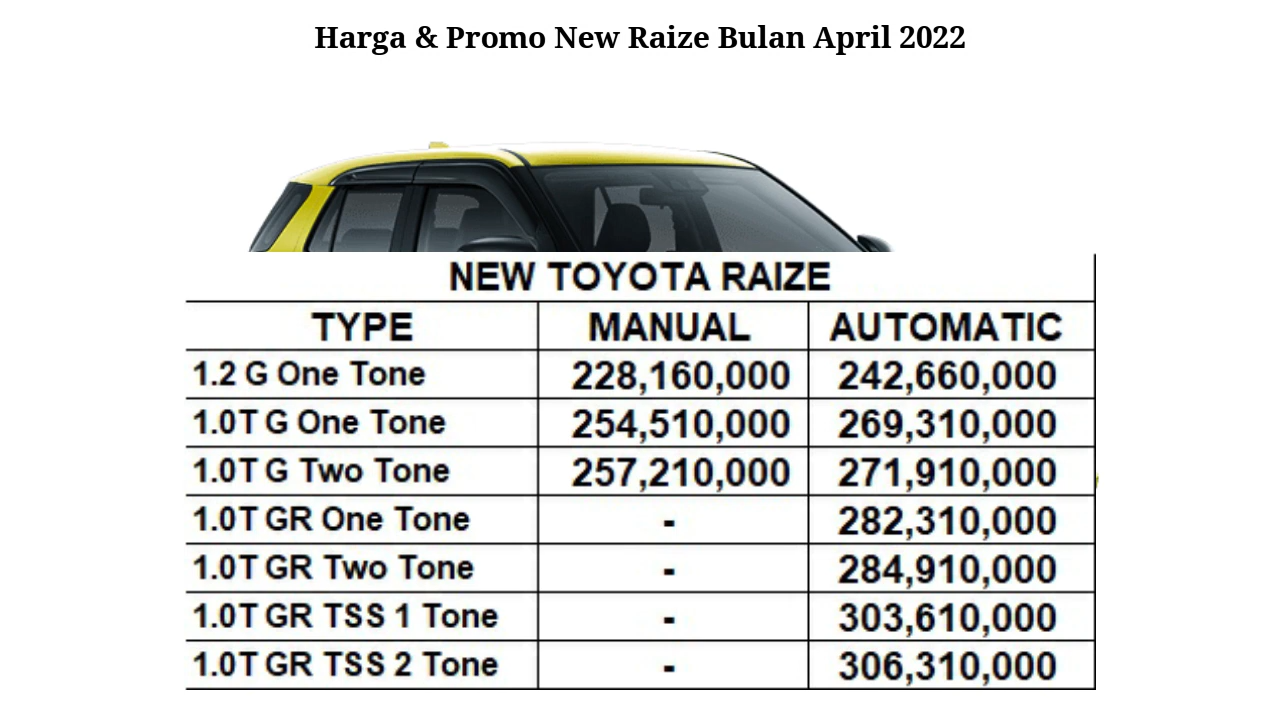 Harga & Promo New Raize Bulan April 2022
NEW TOYOTA RAIZE
TYPE MANUAL AUTOMATIC
1.2 G One Tone 228,160,000 242,660,000
1.0T G One Tone 254,510,000 269,310,000
1.0T G Two Tone 257,210,000 271,910,000
1.0T GR One Tone - 282,310,000
1.0T GR Two Tone - 284,910,000
1.0T GR TSS 1 Tone - 303,610,000
1.0T GR TSS 2 Tone - 306,310,000